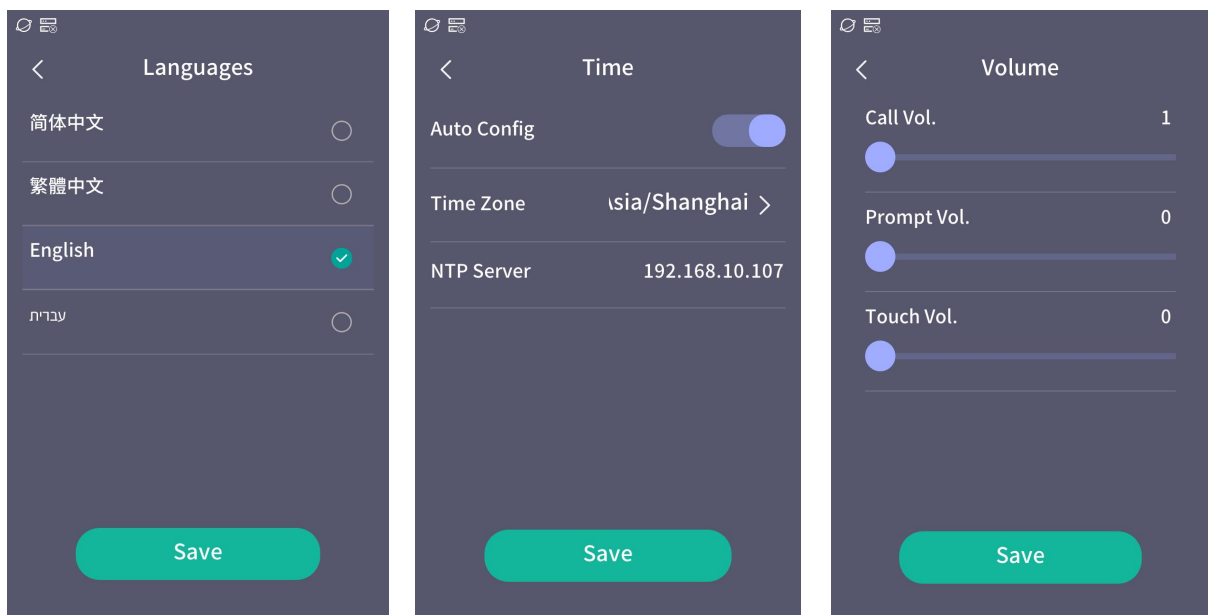 Languages
简体中文
繁體中文
English
עברית
Save
Time
Auto Config
Time Zone \sia/Shanghai
NTP Server 192.168.10.107
Save
Volume
Call Vol. 1
Prompt Vol. 0
Touch Vol. 0
Save